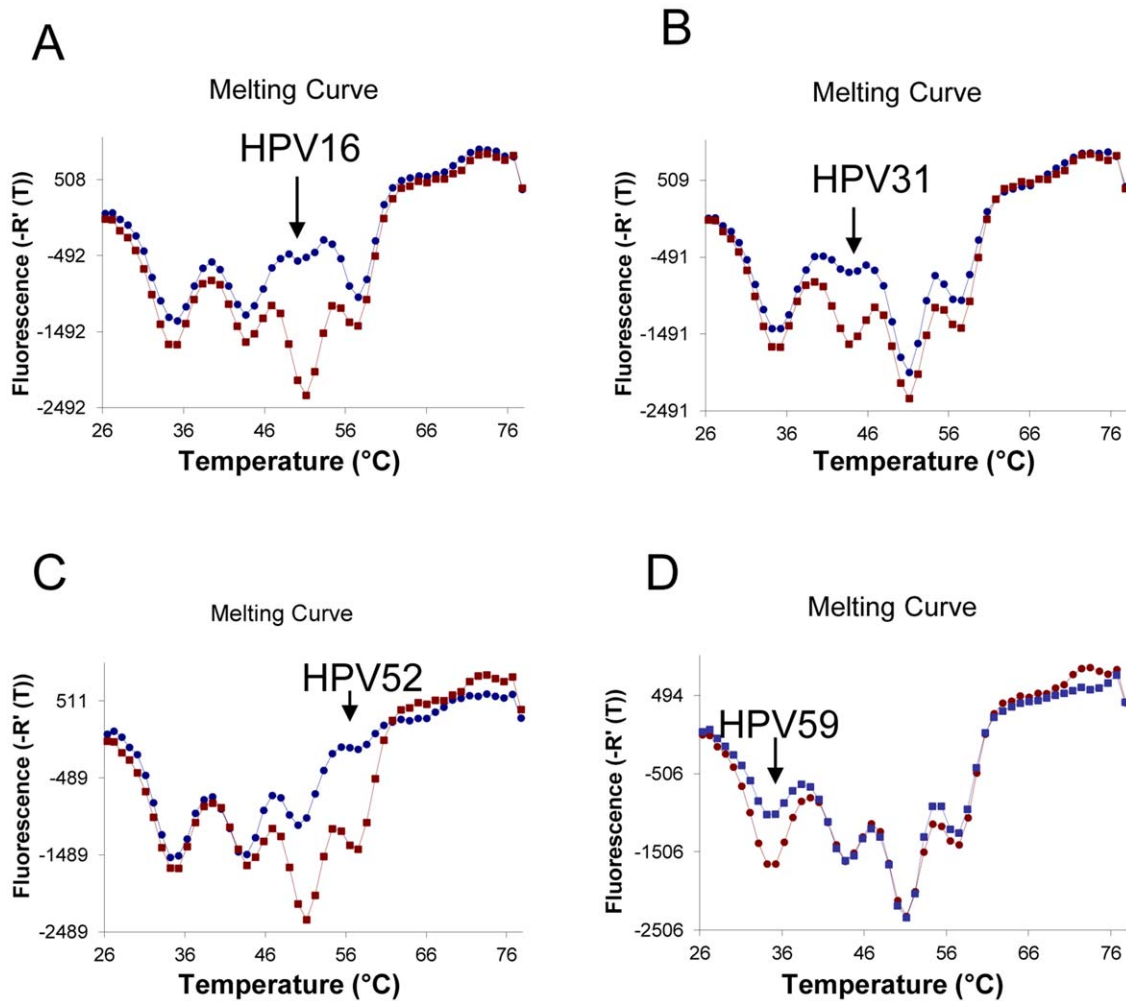 A
Melting Curve
HPV16
Fluorescence (-R' (T))
508
-492
-1492
-2492
26 36 46 56 66 76
Temperature (°C)
B
Melting Curve
HPV31
Fluorescence (-R' (T))
509
-491
-1491
-2491
26 36 46 56 66 76
Temperature (°C)
C
Melting Curve
HPV52
Fluorescence (-R' (T))
511
-489
-1489
-2489
26 36 46 56 66 76
Temperature (°C)
D
Melting Curve
HPV59
Fluorescence (-R' (T))
494
-506
-1506
-2506
26 36 46 56 66 76
Temperature (°C)